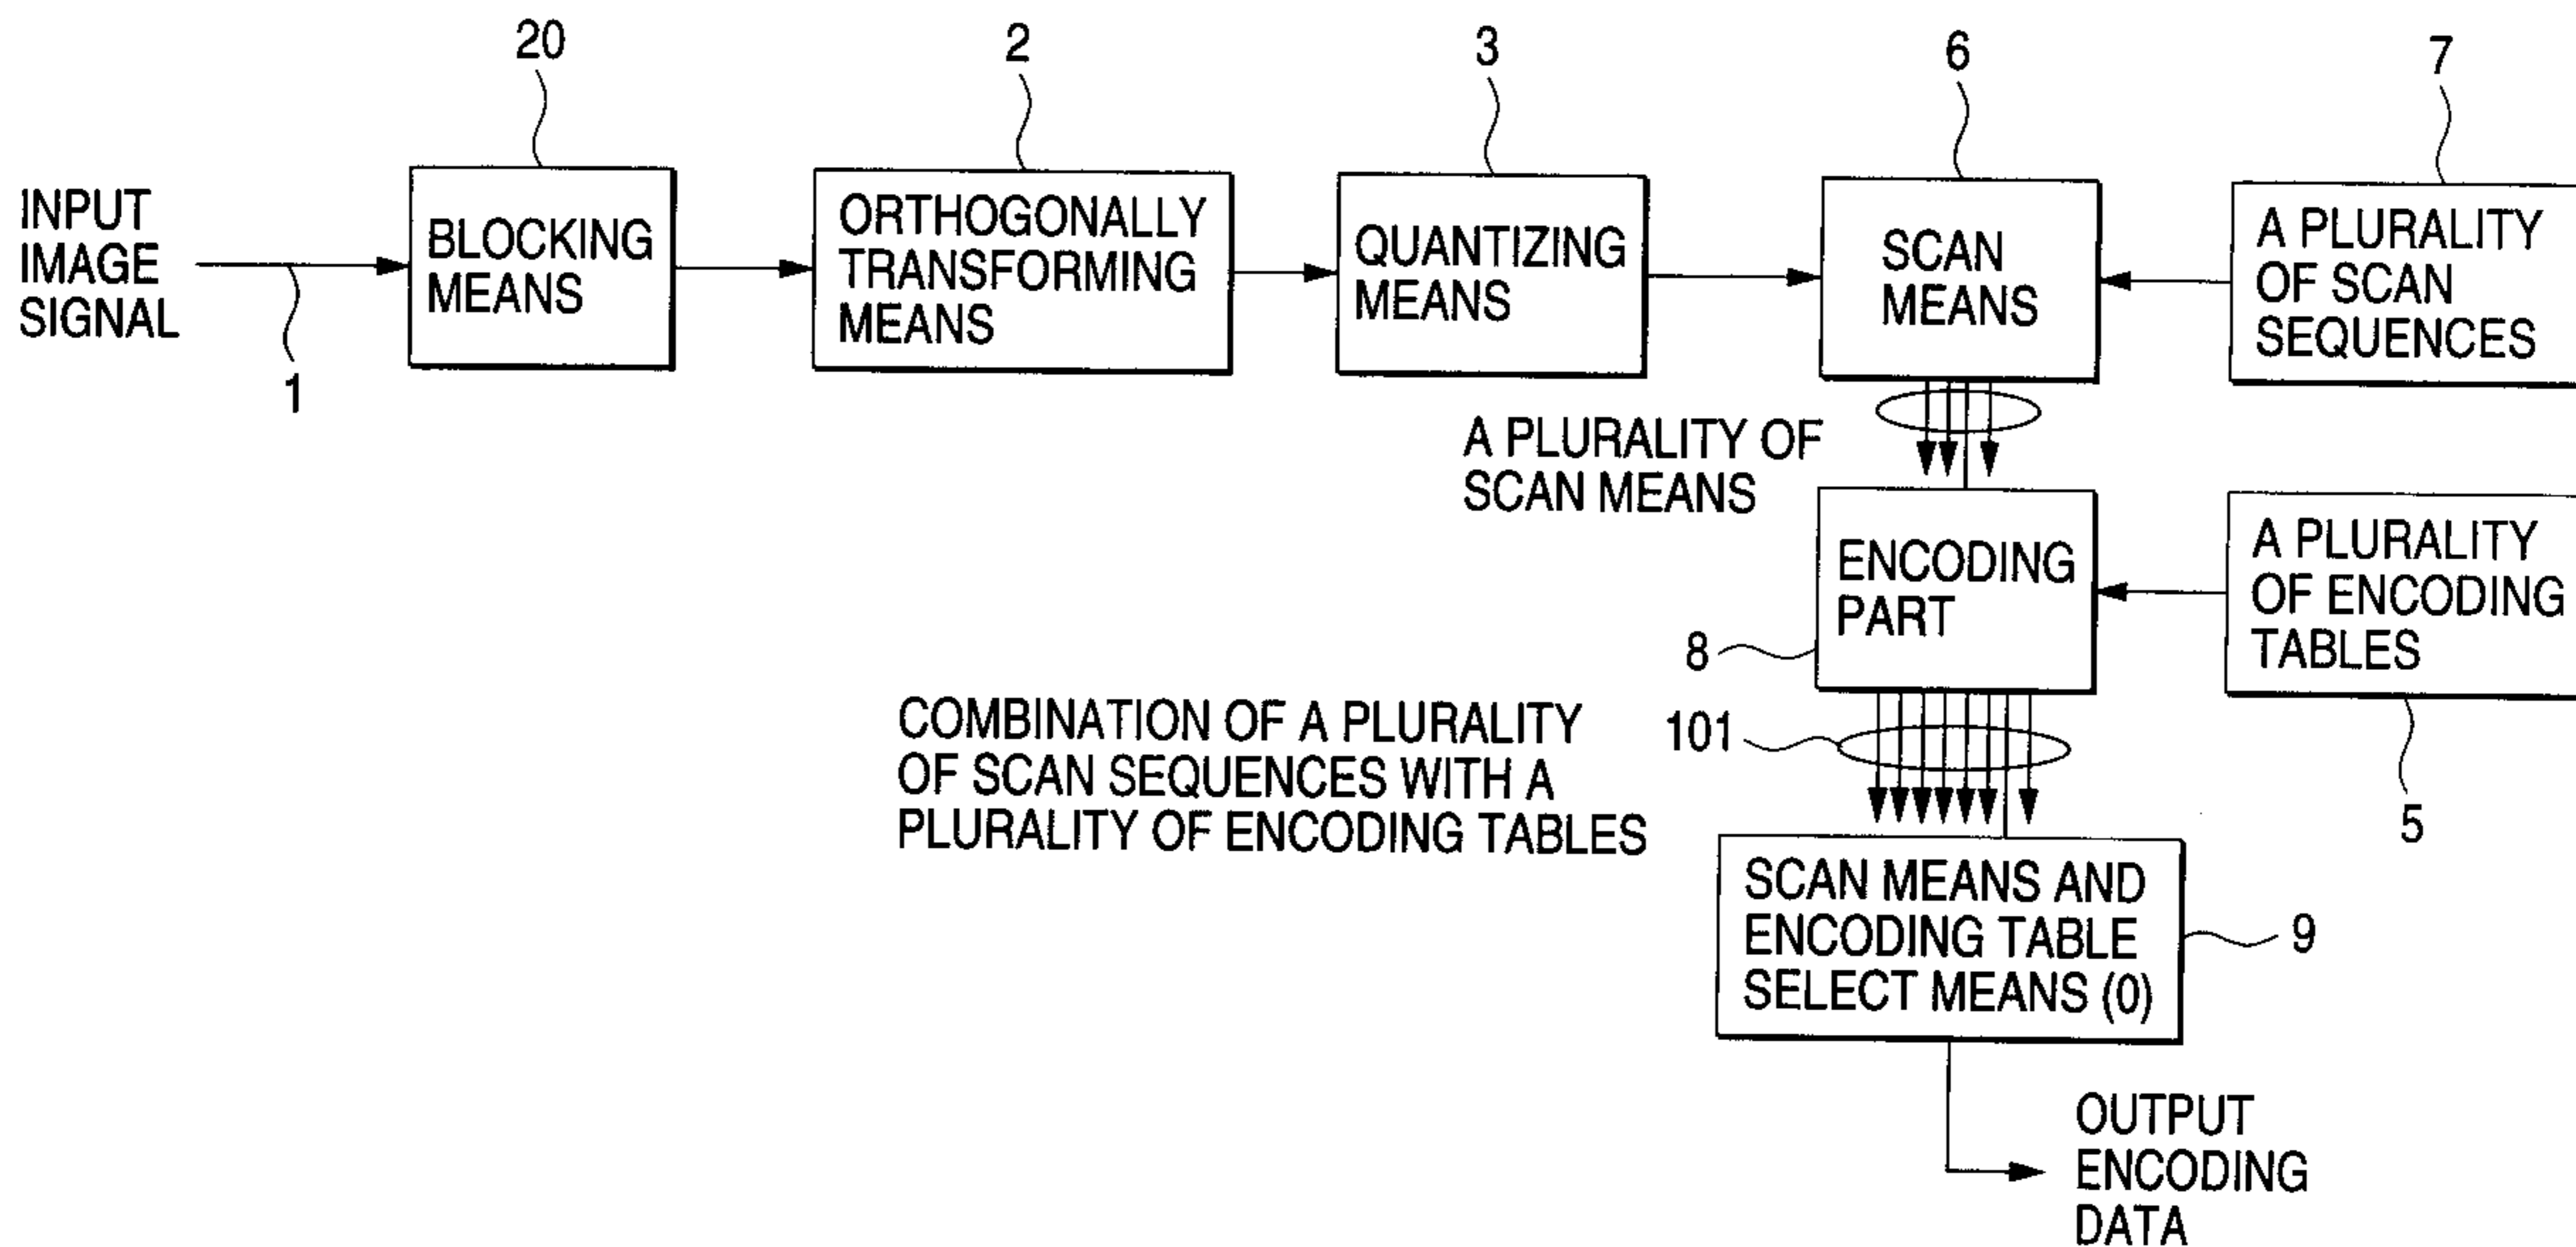 20
2
3
6
7
INPUT
IMAGE
SIGNAL
1
BLOCKING
MEANS
ORTHOGONALLY
TRANSFORMING
MEANS
QUANTIZING
MEANS
SCAN
MEANS
A PLURALITY
OF SCAN
SEQUENCES
A PLURALITY OF
SCAN MEANS
ENCODING
PART
8
A PLURALITY
OF ENCODING
TABLES
5
COMBINATION OF A PLURALITY
OF SCAN SEQUENCES WITH A
PLURALITY OF ENCODING TABLES
101
SCAN MEANS AND
ENCODING TABLE
SELECT MEANS (0)
9
OUTPUT
ENCODING
DATA